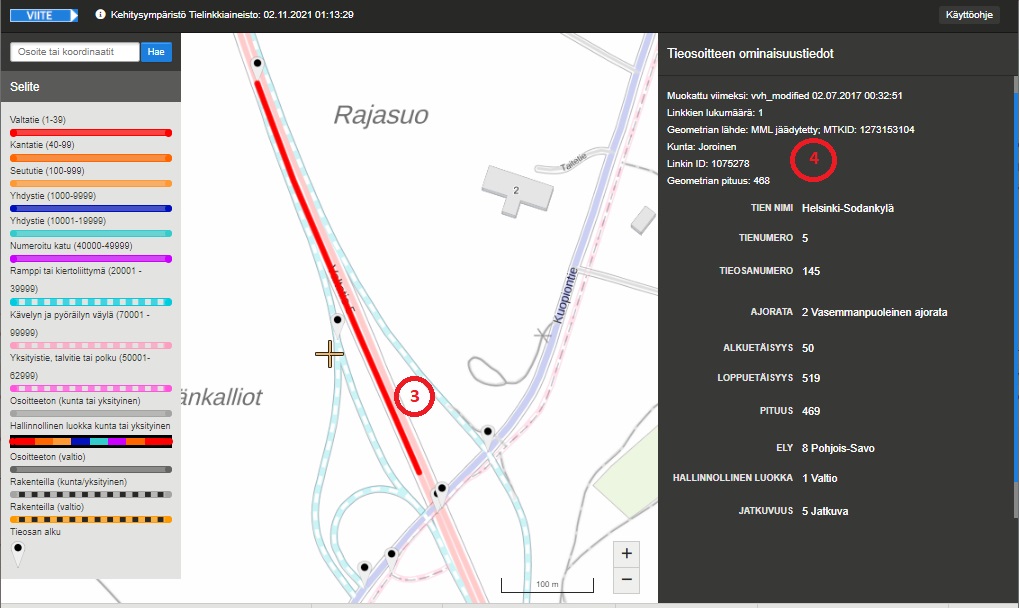 VIITE
Kehitysympäristö Tielinkkiaineisto: 02.11.2021 01:13:29
Käyttöohje
Osoite tai koordinaatit
Hae
Selite
Valtatie (1-39)
Kantatie (40-99)
Seututie (100-999)
Yhdystie (1000-9999)
Yhdystie (10001-19999)
Numeroitu katu (40000-49999)
Ramppi tai kiertoliittymä (20001 -
39999)
Kävelyn ja pyöräilyn väylä (70001 -
99999)
Yksityistie, talvitie tai polku (50001-
62999)
Osoitteeton (kunta tai yksityinen)
Hallinnollinen luokka kunta tai yksityinen
Osoitteeton (valtio)
Rakenteilla (kunta/yksityinen)
Rakenteilla (valtio)
Tieosan alku
Rajasuo
Taitetie
2
Kuopiontie
änkalliot
3
+
−
100 m
Tieosoitteen ominaisuustiedot
Muokattu viimeksi: vvh_modified 02.07.2017 00:32:51
Linkkien lukumäärä: 1
Geometrian lähde: MML jäädytetty; MTKID: 1273153104
Kunta: Joroinen
Linkin ID: 1075278
Geometrian pituus: 468
4
TIEN NIMI Helsinki-Sodankylä
TIENUMERO 5
TIEOSANUMERO 145
AJORATA 2 Vasemmanpuoleinen ajorata
ALKUETÄISYYS 50
LOPPUETÄISYYS 519
PITUUS 469
ELY 8 Pohjois-Savo
HALLINNOLLINEN LUOKKA 1 Valtio
JATKUVUUS 5 Jatkuva